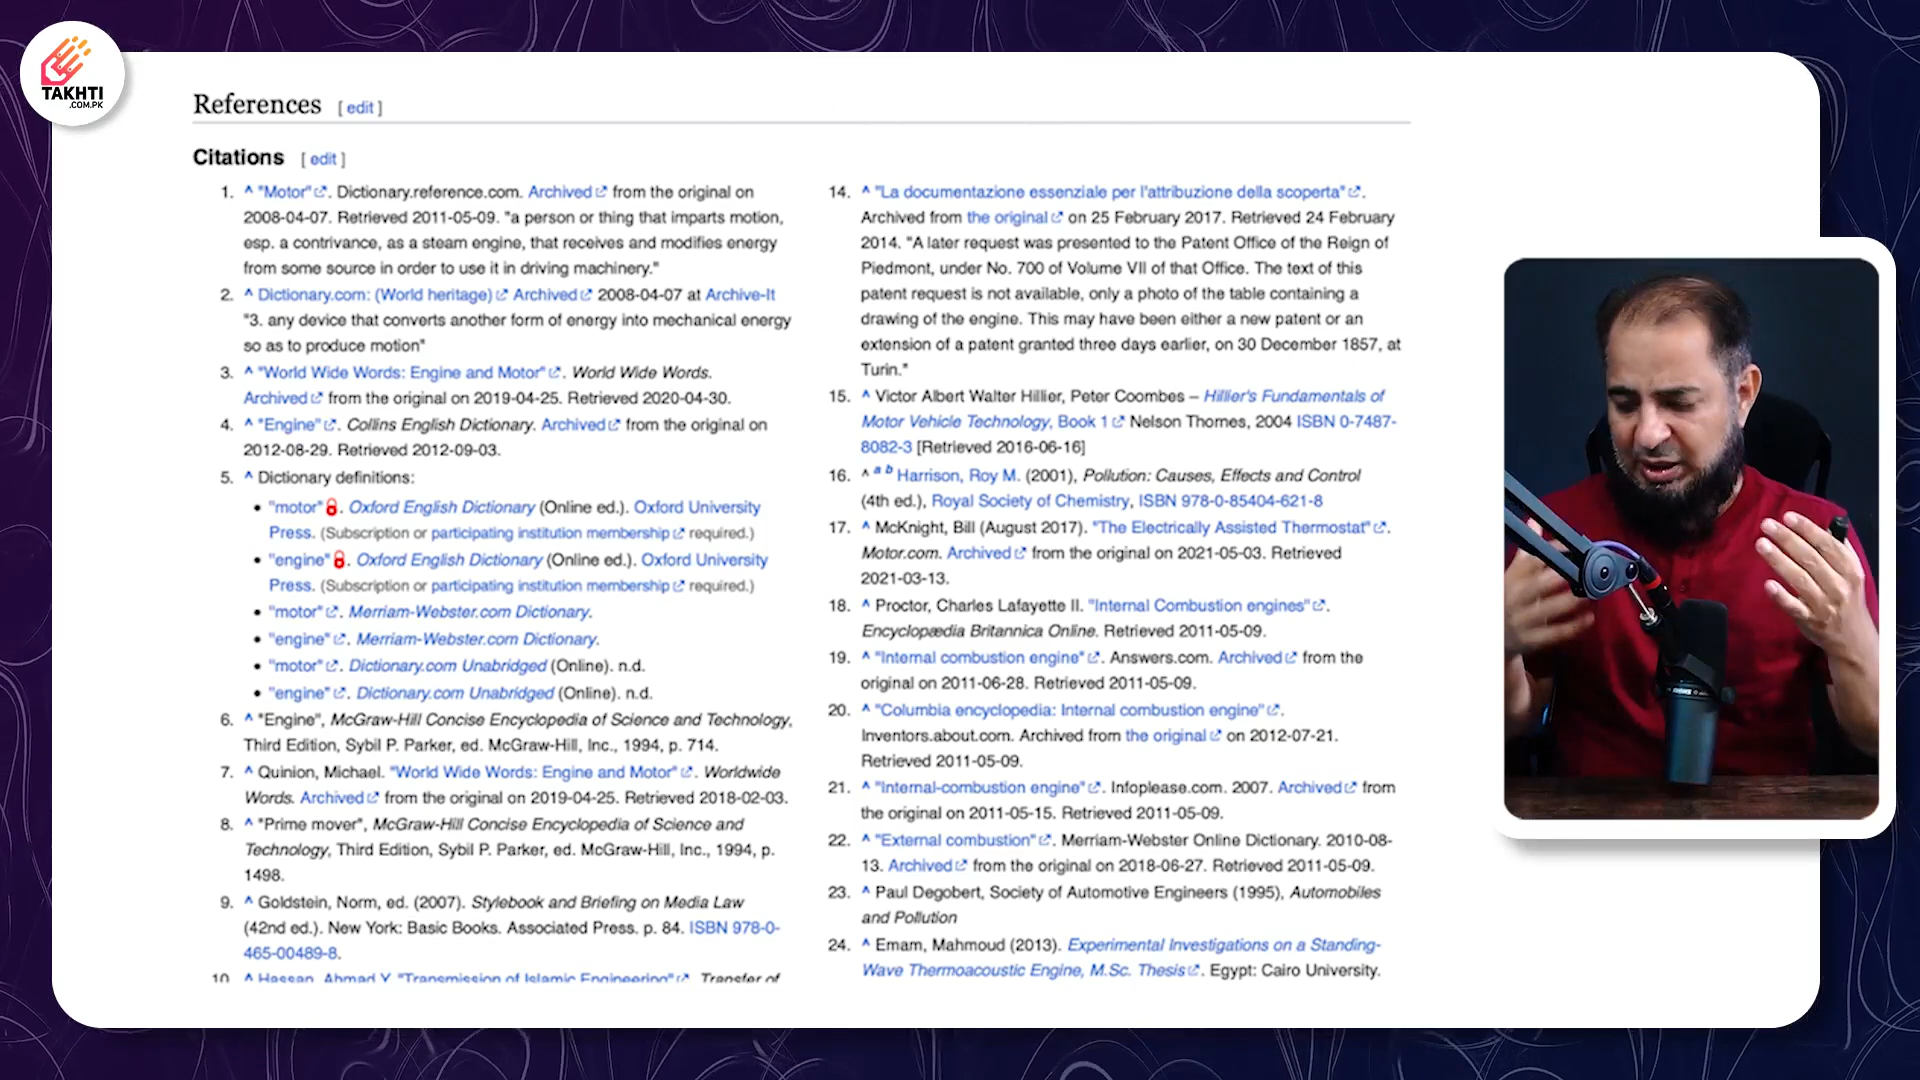 TAKHTI
.COM.PK
References [ edit ]
Citations [ edit ]
1. ^ "Motor". Dictionary.reference.com. Archived from the original on
2008-04-07. Retrieved 2011-05-09. "a person or thing that imparts motion,
esp. a contrivance, as a steam engine, that receives and modifies energy
from some source in order to use it in driving machinery."
2. ^ Dictionary.com: (World heritage) Archived 2008-04-07 at Archive-It
"3. any device that converts another form of energy into mechanical energy
so as to produce motion"
3. ^ "World Wide Words: Engine and Motor". World Wide Words.
Archived from the original on 2019-04-25. Retrieved 2020-04-30.
4. ^ "Engine". Collins English Dictionary. Archived from the original on
2012-08-29. Retrieved 2012-09-03.
5. ^ Dictionary definitions:
• "motor". Oxford English Dictionary (Online ed.). Oxford University
Press. (Subscription or participating institution membership required.)
• "engine". Oxford English Dictionary (Online ed.). Oxford University
Press. (Subscription or participating institution membership required.)
• "motor". Merriam-Webster.com Dictionary.
• "engine". Merriam-Webster.com Dictionary.
• "motor". Dictionary.com Unabridged (Online). n.d.
• "engine". Dictionary.com Unabridged (Online). n.d.
6. ^ "Engine", McGraw-Hill Concise Encyclopedia of Science and Technology,
Third Edition, Sybil P. Parker, ed. McGraw-Hill, Inc., 1994, p. 714.
7. ^ Quinion, Michael. "World Wide Words: Engine and Motor". Worldwide
Words. Archived from the original on 2019-04-25. Retrieved 2018-02-03.
8. ^ "Prime mover", McGraw-Hill Concise Encyclopedia of Science and
Technology, Third Edition, Sybil P. Parker, ed. McGraw-Hill, Inc., 1994, p.
1498.
9. ^ Goldstein, Norm, ed. (2007). Stylebook and Briefing on Media Law
(42nd ed.). New York: Basic Books. Associated Press. p. 84. ISBN 978-0-
465-00489-8.
10. ^ Hassan, Ahmad Y. "Transmission of Islamic Engineering". Transfer of
14. ^ "La documentazione essenziale per l'attribuzione della scoperta".
Archived from the original on 25 February 2017. Retrieved 24 February
2014. "A later request was presented to the Patent Office of the Reign of
Piedmont, under No. 700 of Volume VII of that Office. The text of this
patent request is not available, only a photo of the table containing a
drawing of the engine. This may have been either a new patent or an
extension of a patent granted three days earlier, on 30 December 1857, at
Turin."
15. ^ Victor Albert Walter Hillier, Peter Coombes – Hillier's Fundamentals of
Motor Vehicle Technology, Book 1 Nelson Thornes, 2004 ISBN 0-7487-
8082-3 [Retrieved 2016-06-16]
16. ^ a b Harrison, Roy M. (2001), Pollution: Causes, Effects and Control
(4th ed.), Royal Society of Chemistry, ISBN 978-0-85404-621-8
17. ^ McKnight, Bill (August 2017). "The Electrically Assisted Thermostat".
Motor.com. Archived from the original on 2021-05-03. Retrieved
2021-03-13.
18. ^ Proctor, Charles Lafayette II. "Internal Combustion engines".
Encyclopædia Britannica Online. Retrieved 2011-05-09.
19. ^ "Internal combustion engine". Answers.com. Archived from the
original on 2011-06-28. Retrieved 2011-05-09.
20. ^ "Columbia encyclopedia: Internal combustion engine".
Inventors.about.com. Archived from the original on 2012-07-21.
Retrieved 2011-05-09.
21. ^ "Internal-combustion engine". Infoplease.com. 2007. Archived from
the original on 2011-05-15. Retrieved 2011-05-09.
22. ^ "External combustion". Merriam-Webster Online Dictionary. 2010-08-
13. Archived from the original on 2018-06-27. Retrieved 2011-05-09.
23. ^ Paul Degobert, Society of Automotive Engineers (1995), Automobiles
and Pollution
24. ^ Emam, Mahmoud (2013). Experimental Investigations on a Standing-
Wave Thermoacoustic Engine, M.Sc. Thesis. Egypt: Cairo University.